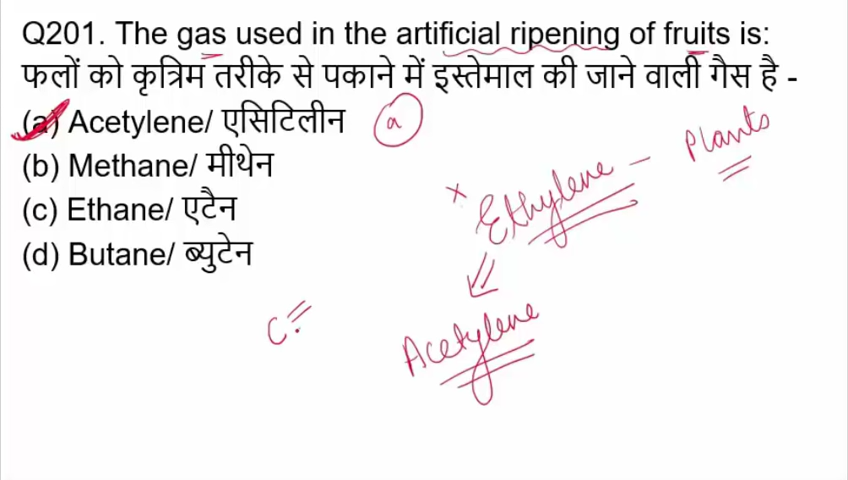 Q201. The gas used in the artificial ripening of fruits is:
फलों को कृत्रिम तरीके से पकाने में इस्तेमाल की जाने वाली गैस है -
(a) Acetylene/ एसिटिलीन
a
(b) Methane/ मीथेन
(c) Ethane/ एटैन
(d) Butane/ ब्युटेन
× Ethylene – Plants
Acetylene